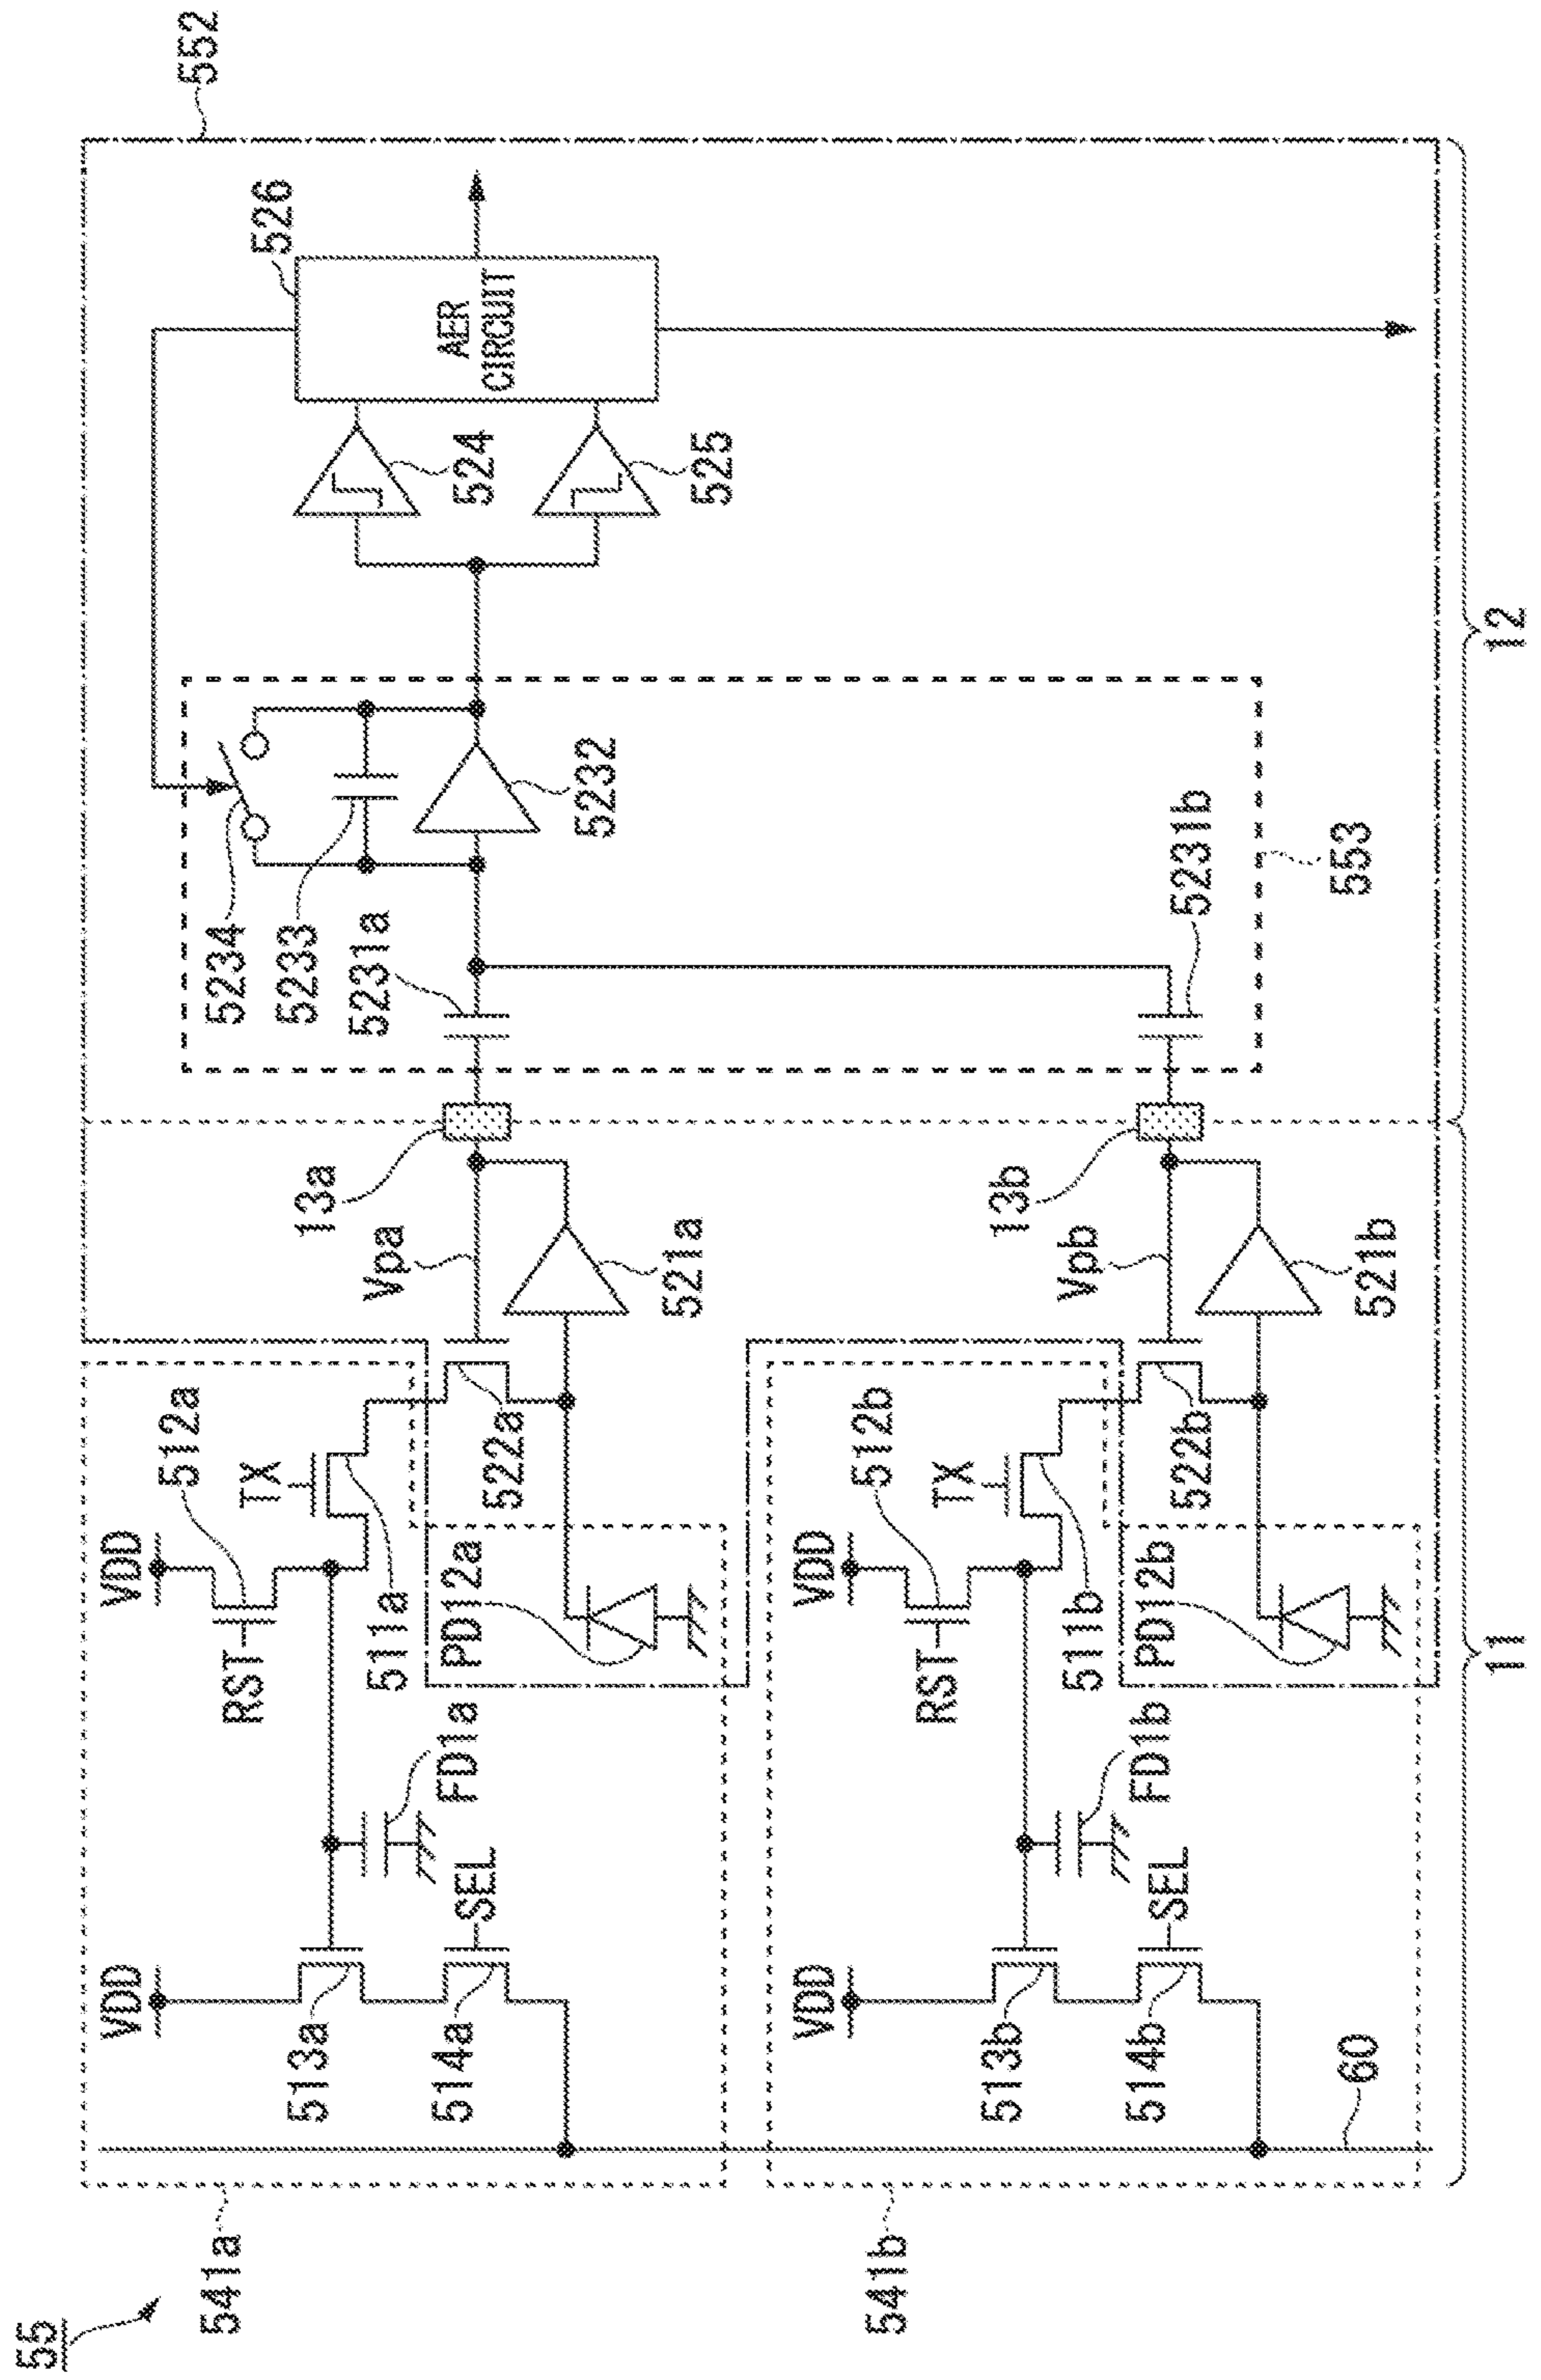 55
541a
541b
VDD
513a
514a
SEL
FD1a
RST
VDD
512a
TX
511a
PD12a
522a
Vpa
521a
13a
VDD
513b
514b
SEL
FD1b
RST
VDD
512b
TX
511b
PD12b
522b
Vpb
521b
13b
60
5234
5233
5231a
5232
5231b
553
524
525
AER
CIRCUIT
526
552
11
12